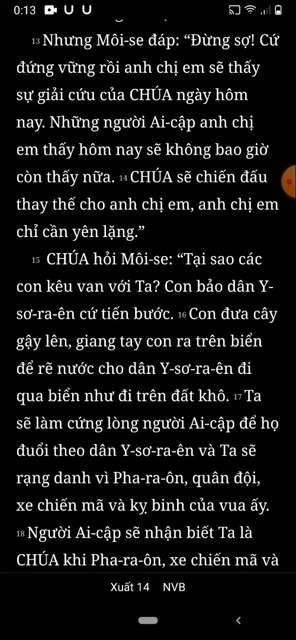 0:13
13 Nhưng Môi-se đáp: “Đừng sợ! Cứ
đứng vững rồi anh chị em sẽ thấy
sự giải cứu của CHÚA ngày hôm
nay. Những người Ai-cập anh chị
em thấy hôm nay sẽ không bao giờ
còn thấy nữa. 14 CHÚA sẽ chiến đấu
thay thế cho anh chị em, anh chị em
chỉ cần yên lặng.”
15 CHÚA hỏi Môi-se: “Tại sao các
con kêu van với Ta? Con bảo dân Y-
sơ-ra-ên cứ tiến bước. 16 Con đưa cây
gậy lên, giang tay con ra trên biển
để rẽ nước cho dân Y-sơ-ra-ên đi
qua biển như đi trên đất khô. 17 Ta
sẽ làm cứng lòng người Ai-cập để họ
đuổi theo dân Y-sơ-ra-ên và Ta sẽ
rạng danh vì Pha-ra-ôn, quân đội,
xe chiến mã và kỵ binh của vua ấy.
18 Người Ai-cập sẽ nhận biết Ta là
CHÚA khi Pha-ra-ôn, xe chiến mã và
Xuất 14 NVB